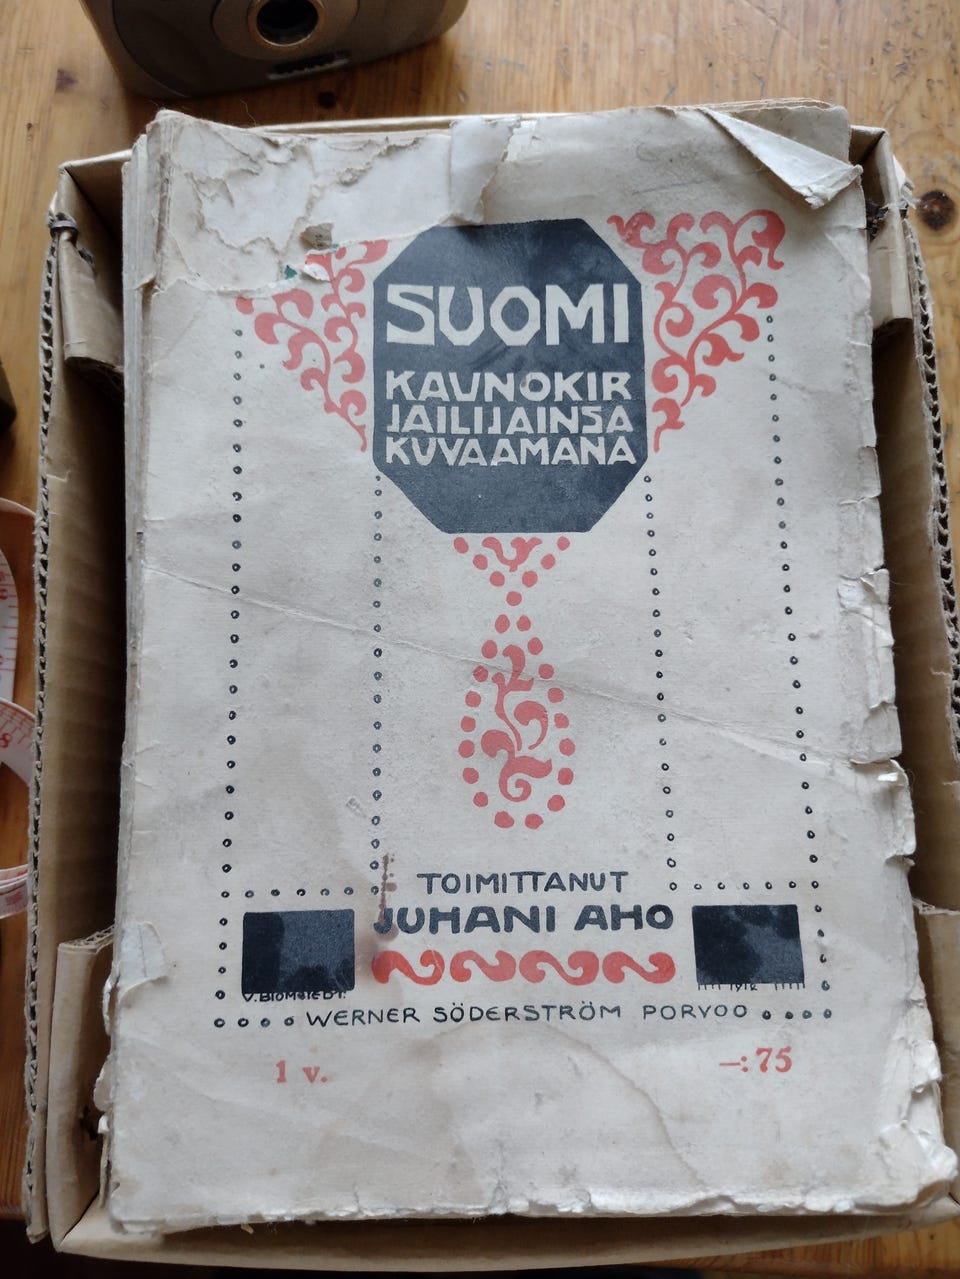 SUOMI
KAUNOKIR
JAILIJAINSA
KUVAAMANA
TOIMITTANUT
JUHANI AHO
V. BLOMSTEDT. 1912
WERNER SÖDERSTRÖM PORVOO
1 v. —: 75